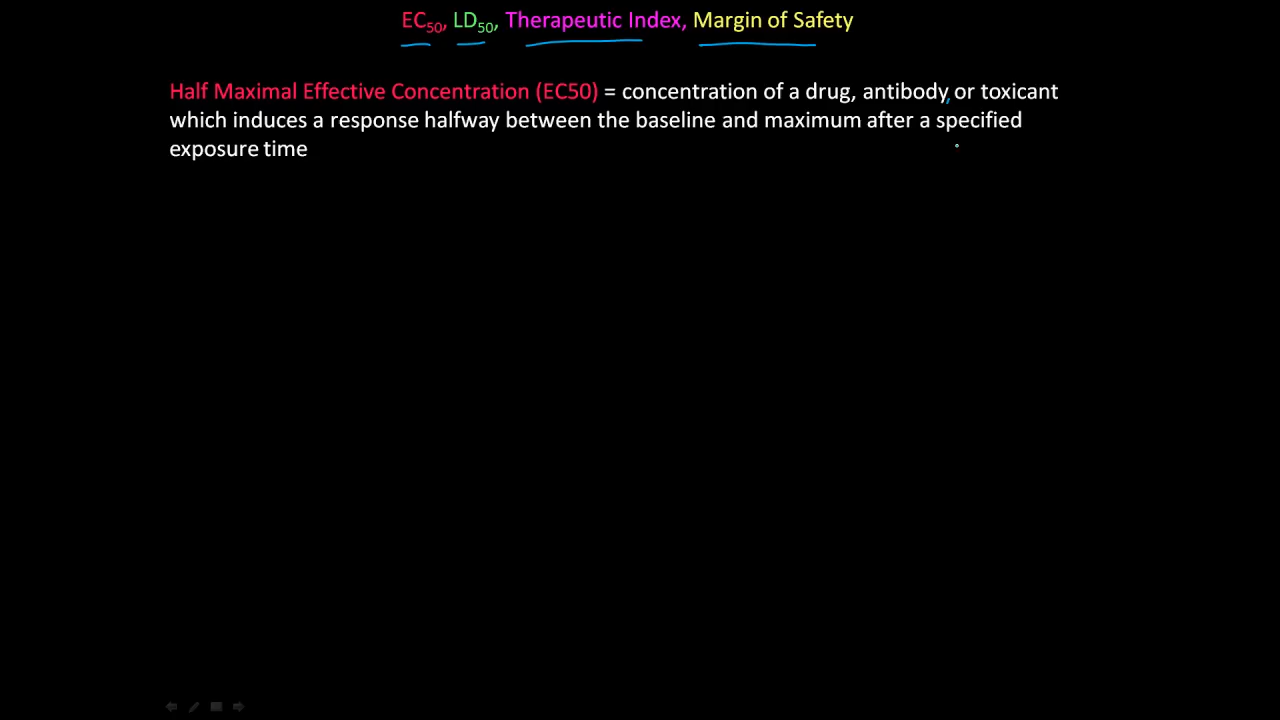 EC50, LD50, Therapeutic Index, Margin of Safety
Half Maximal Effective Concentration (EC50) = concentration of a drug, antibody, or toxicant
which induces a response halfway between the baseline and maximum after a specified
exposure time